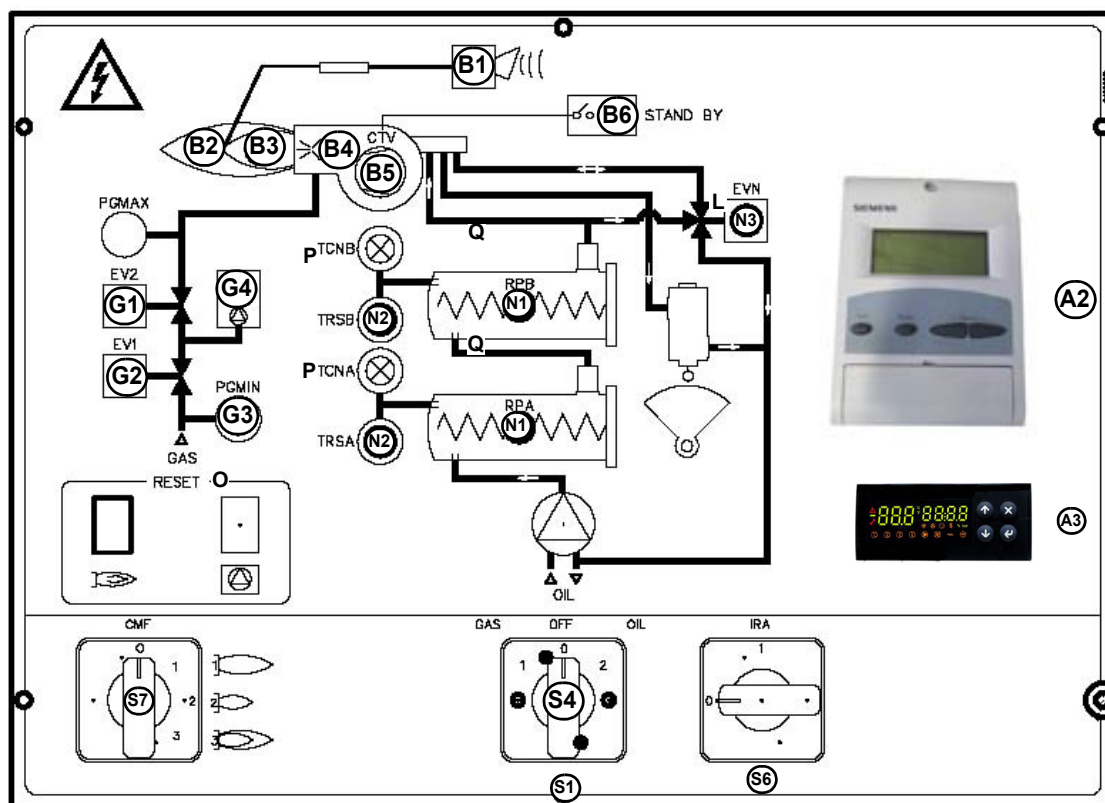 B1
B6 STAND BY
CTV
B2 B3 B4
B5
PGMAX
L EVN
N3
SIEMENS
Q
P TCNB
EV2
G1 G4
RPB
N1
TRSB N2
A2
Q
EV1
G2
P TCNA
PGMIN
G3
RPA
N1
TRSA N2
GAS
RESET O
A3
OIL
CMF GAS OFF OIL IRA
0
1
2
3
S7
1
2
3
0
1 2
S4
1
0
S1
S6